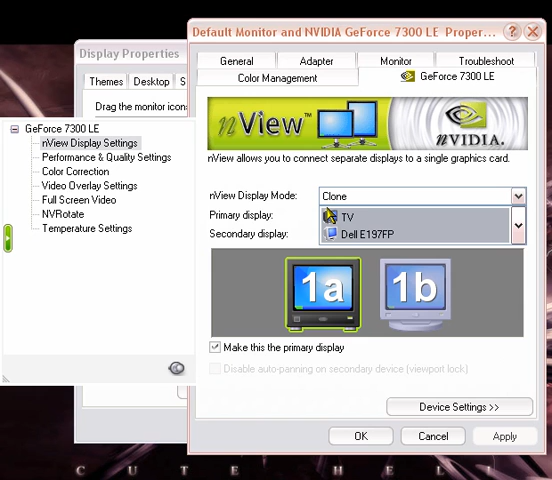 Default Monitor and NVIDIA GeForce 7300 LE Proper...
Display Properties
General Adapter Monitor Troubleshoot
Color Management GeForce 7300 LE
Themes Desktop S
Drag the monitor icons
nView™
nVIDIA.
nView allows you to connect separate displays to a single graphics card.
GeForce 7300 LE
nView Display Settings
Performance & Quality Settings
Color Correction
Video Overlay Settings
Full Screen Video
NVRotate
Temperature Settings
nView Display Mode: Clone
Primary display: TV
Secondary display: Dell E197FP
1a 1b
Make this the primary display
Disable auto-panning on secondary device (viewport lock)
Device Settings >>
OK Cancel Apply
C U T E H E L L